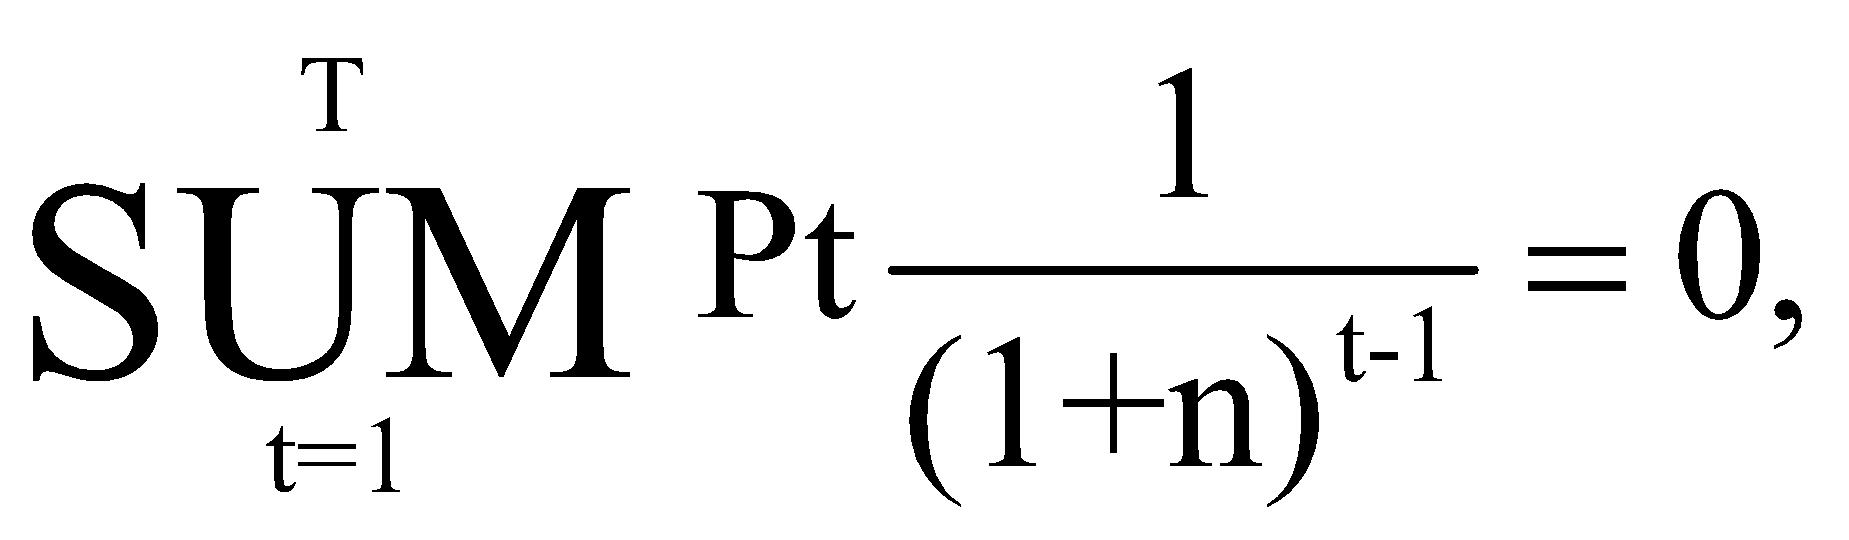 T
SUM Pt 1/(1+n)^t-1 = 0,
t=1